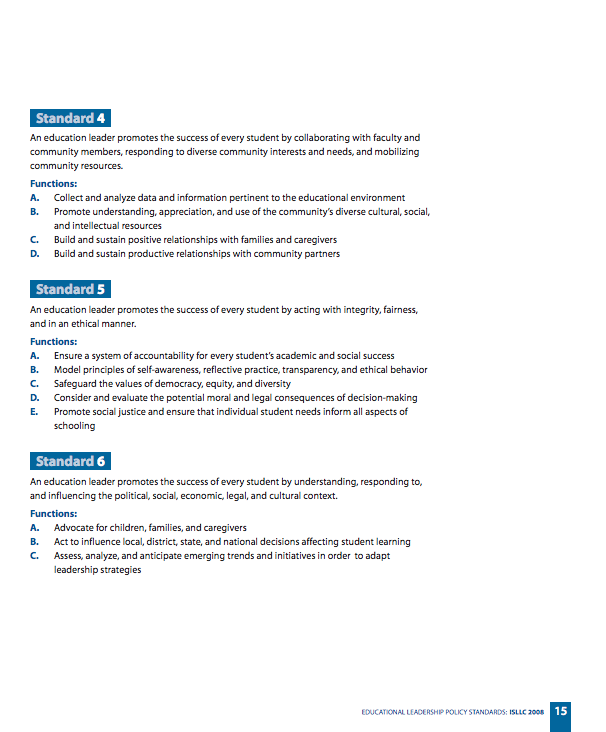 Standard 4
An education leader promotes the success of every student by collaborating with faculty and
community members, responding to diverse community interests and needs, and mobilizing
community resources.
Functions:
A. Collect and analyze data and information pertinent to the educational environment
B. Promote understanding, appreciation, and use of the community’s diverse cultural, social,
and intellectual resources
C. Build and sustain positive relationships with families and caregivers
D. Build and sustain productive relationships with community partners
Standard 5
An education leader promotes the success of every student by acting with integrity, fairness,
and in an ethical manner.
Functions:
A. Ensure a system of accountability for every student’s academic and social success
B. Model principles of self-awareness, reflective practice, transparency, and ethical behavior
C. Safeguard the values of democracy, equity, and diversity
D. Consider and evaluate the potential moral and legal consequences of decision-making
E. Promote social justice and ensure that individual student needs inform all aspects of
schooling
Standard 6
An education leader promotes the success of every student by understanding, responding to,
and influencing the political, social, economic, legal, and cultural context.
Functions:
A. Advocate for children, families, and caregivers
B. Act to influence local, district, state, and national decisions affecting student learning
C. Assess, analyze, and anticipate emerging trends and initiatives in order to adapt
leadership strategies
EDUCATIONAL LEADERSHIP POLICY STANDARDS: ISLLC 2008 15